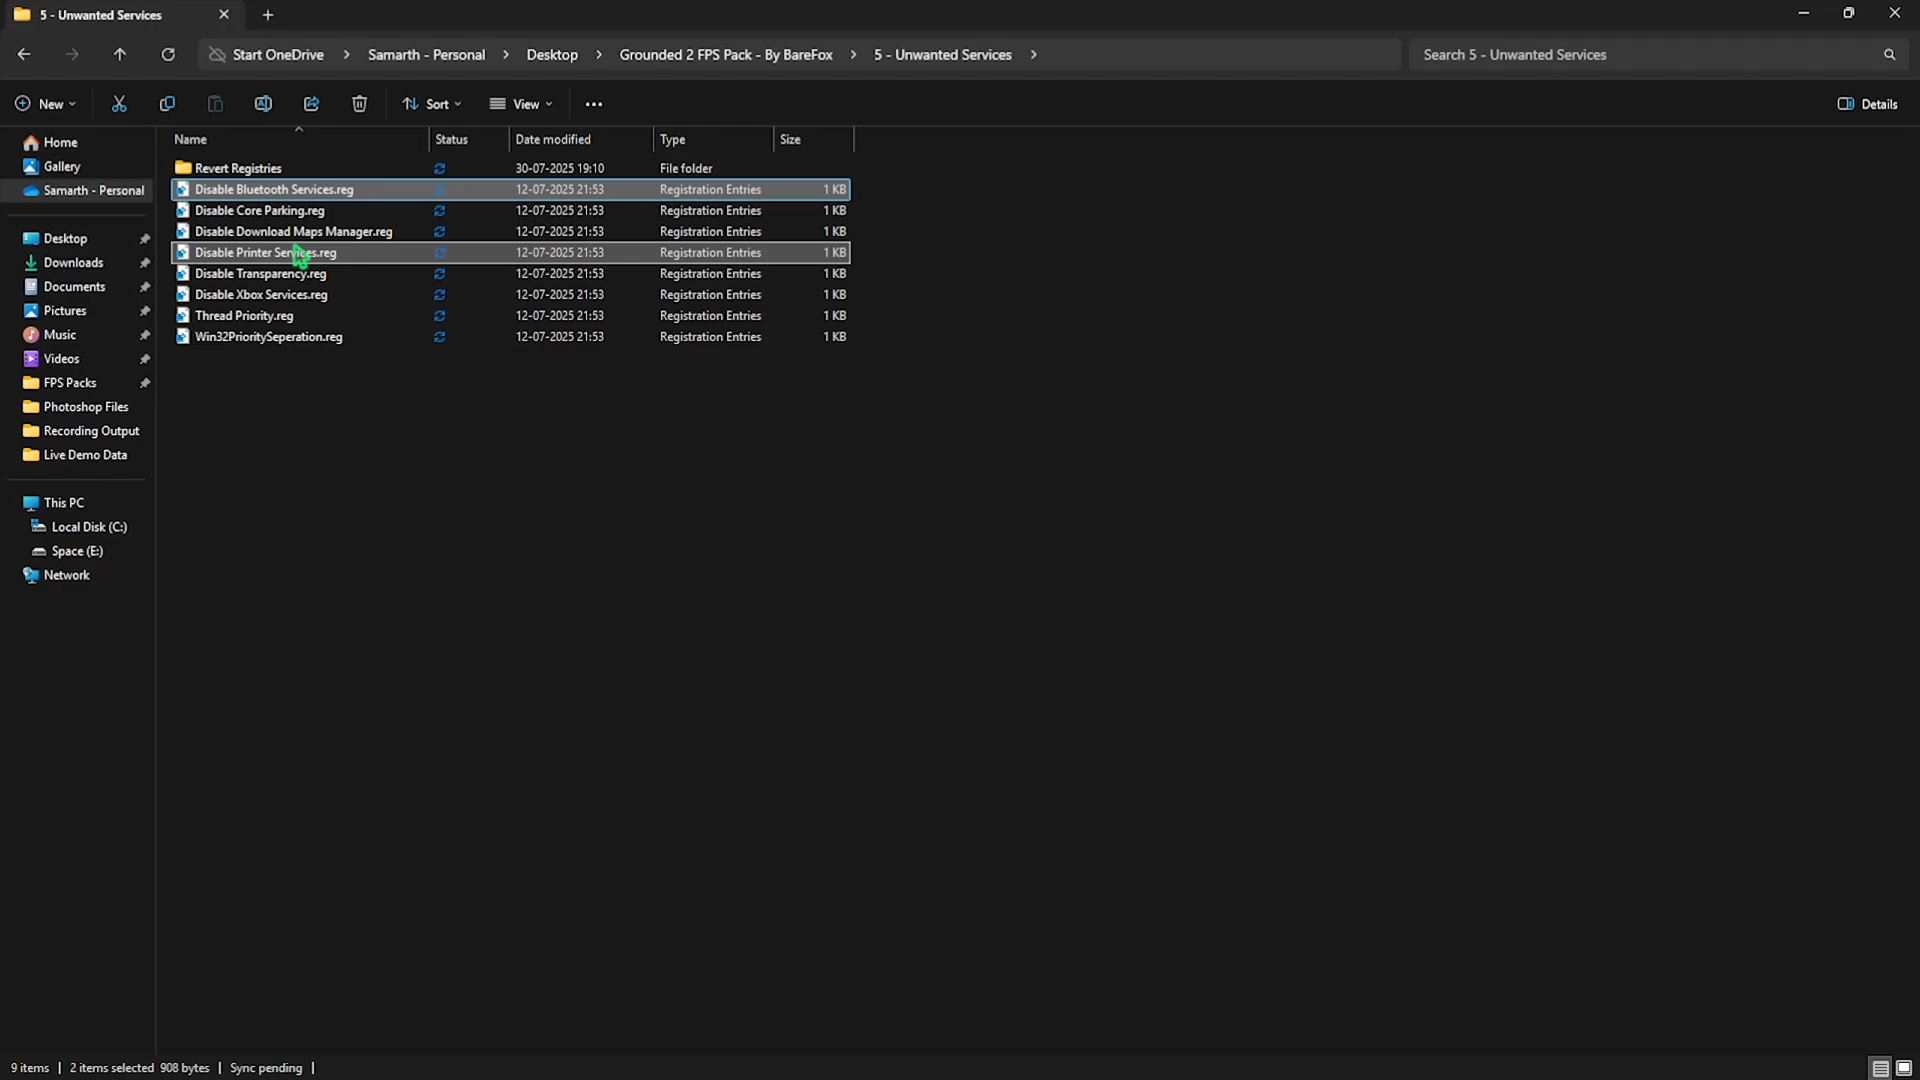 5 - Unwanted Services
Start OneDrive > Samarth - Personal > Desktop > Grounded 2 FPS Pack - By BareFox > 5 - Unwanted Services >
Search 5 - Unwanted Services
New
Sort
View
Details
Name Status Date modified Type Size
Revert Registries 30-07-2025 19:10 File folder
Disable Bluetooth Services.reg 12-07-2025 21:53 Registration Entries 1 KB
Disable Core Parking.reg 12-07-2025 21:53 Registration Entries 1 KB
Disable Download Maps Manager.reg 12-07-2025 21:53 Registration Entries 1 KB
Disable Printer Services.reg 12-07-2025 21:53 Registration Entries 1 KB
Disable Transparency.reg 12-07-2025 21:53 Registration Entries 1 KB
Disable Xbox Services.reg 12-07-2025 21:53 Registration Entries 1 KB
Thread Priority.reg 12-07-2025 21:53 Registration Entries 1 KB
Win32PrioritySeperation.reg 12-07-2025 21:53 Registration Entries 1 KB
Home
Gallery
Samarth - Personal
Desktop
Downloads
Documents
Pictures
Music
Videos
FPS Packs
Photoshop Files
Recording Output
Live Demo Data
This PC
Local Disk (C:)
Space (E:)
Network
9 items | 2 items selected 908 bytes | Sync pending |